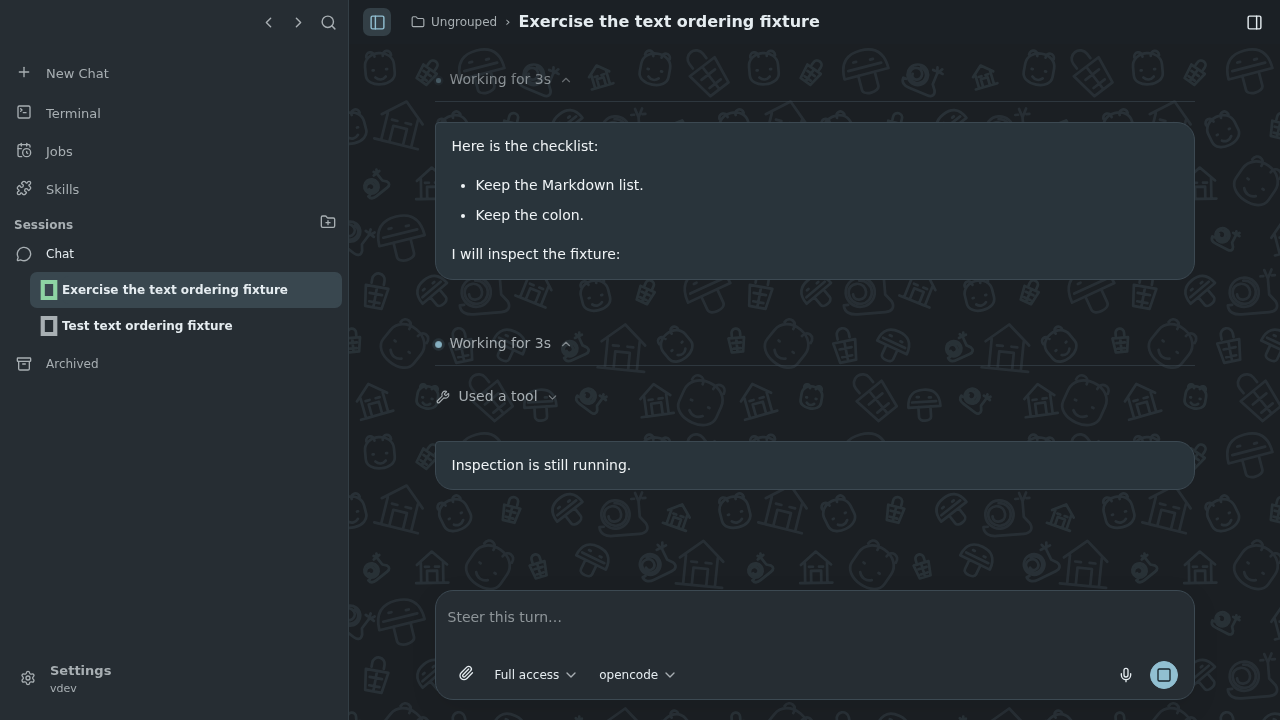 New Chat
Terminal
Jobs
Skills
Sessions
Chat
Exercise the text ordering fixture
Test text ordering fixture
Archived
Settings
vdev
Ungrouped › Exercise the text ordering fixture
Working for 3s
Here is the checklist:
• Keep the Markdown list.
• Keep the colon.
I will inspect the fixture:
Working for 3s
Used a tool
Inspection is still running.
Steer this turn...
Full access
opencode